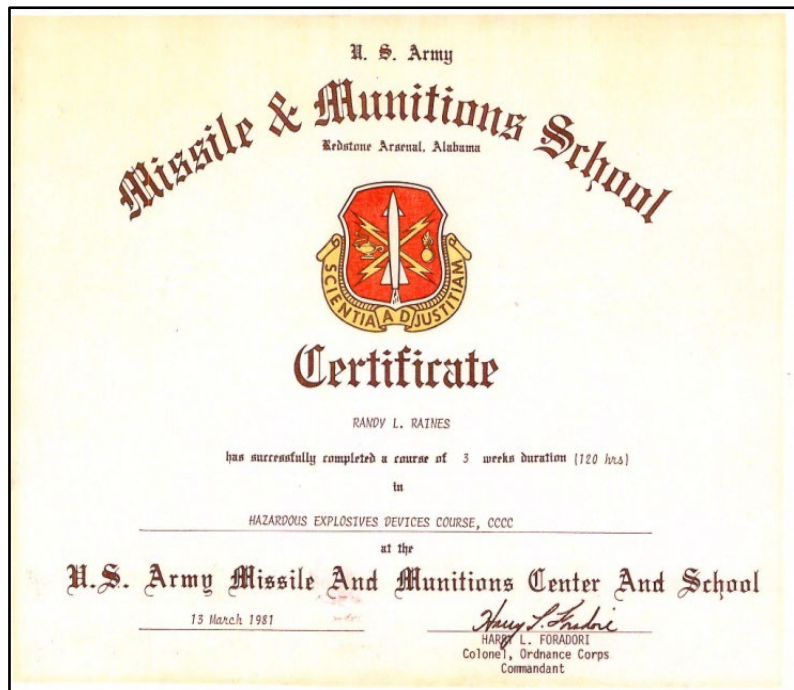 U. S. Army
Missile & Munitions School
Redstone Arsenal, Alabama
SCIENTIA AD JUSTITIAM
Certificate
RANDY L. RAINES
has successfully completed a course of 3 weeks duration (120 hrs)
in
HAZARDOUS EXPLOSIVES DEVICES COURSE, CCCC
at the
U.S. Army Missile And Munitions Center And School
13 March 1981
Harry L. Foradori
HARRY L. FORADORI
Colonel, Ordnance Corps
Commandant